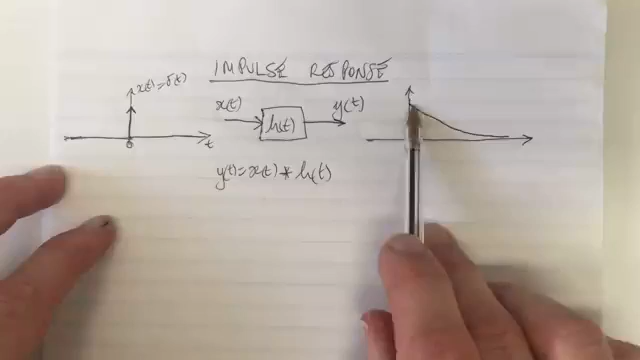 IMPULSE RESPONSE
x(t)=δ(t)
0
t
x(t)
h(t)
y(t)
y(t)=x(t)*h(t)